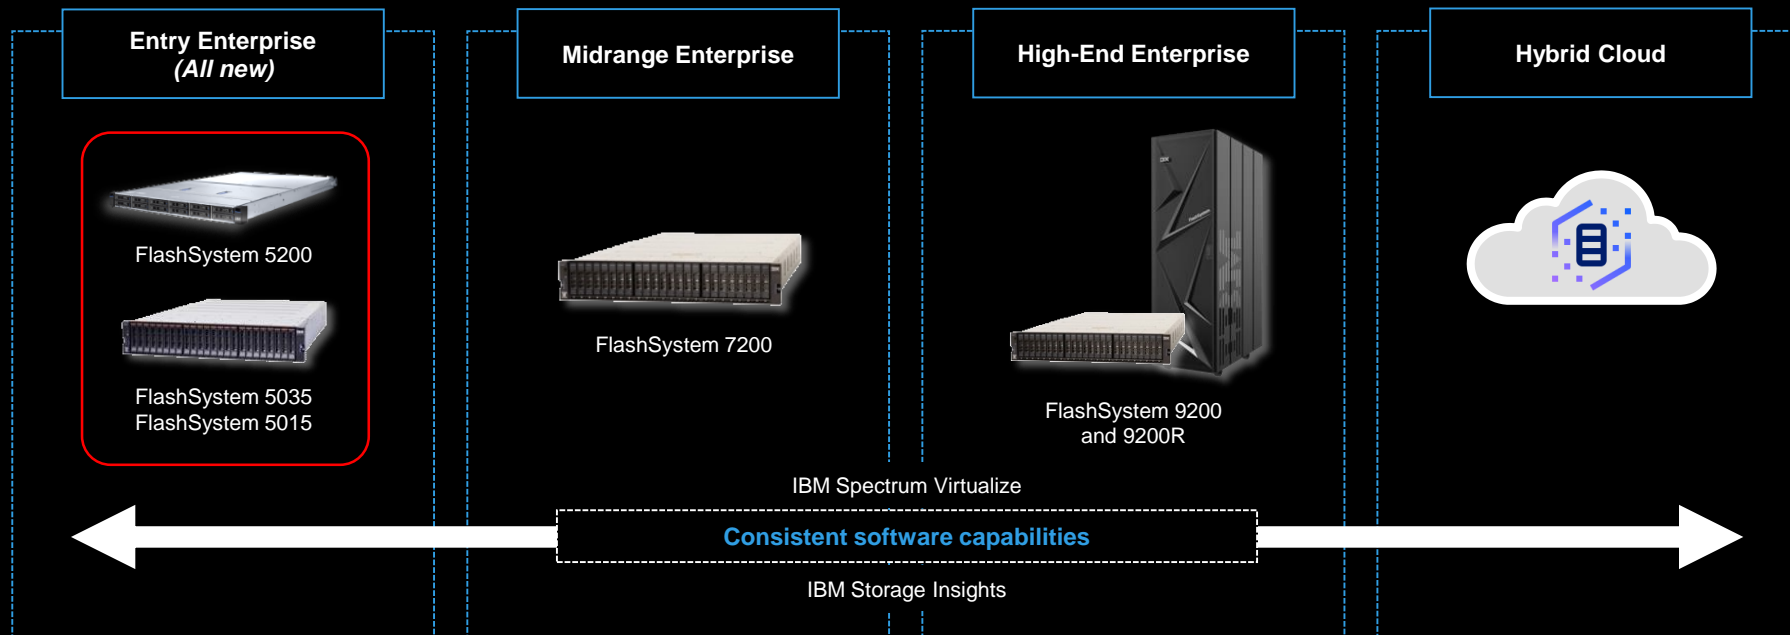 Entry Enterprise
(All new)
FlashSystem 5200
FlashSystem 5035
FlashSystem 5015
Midrange Enterprise
FlashSystem 7200
High-End Enterprise
FlashSystem 9200
and 9200R
Hybrid Cloud
IBM Spectrum Virtualize
Consistent software capabilities
IBM Storage Insights